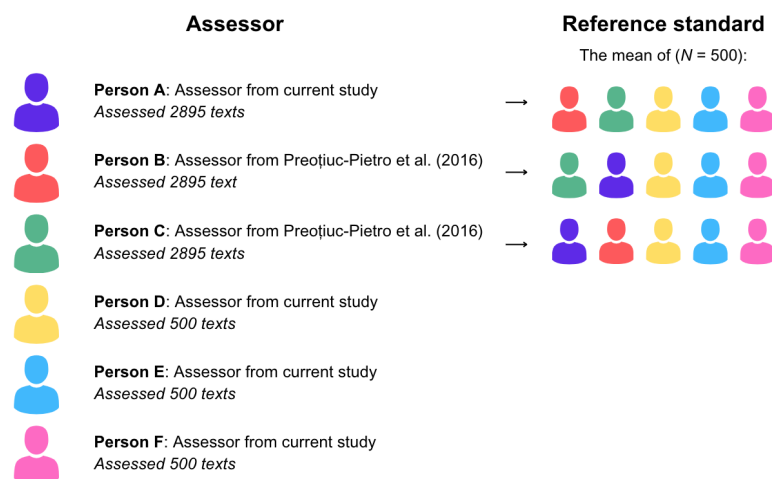 Assessor
Reference standard
The mean of (N = 500):
Person A: Assessor from current study
Assessed 2895 texts
→
Person B: Assessor from Preoțiuc-Pietro et al. (2016)
Assessed 2895 text
→
Person C: Assessor from Preoțiuc-Pietro et al. (2016)
Assessed 2895 texts
→
Person D: Assessor from current study
Assessed 500 texts
Person E: Assessor from current study
Assessed 500 texts
Person F: Assessor from current study
Assessed 500 texts